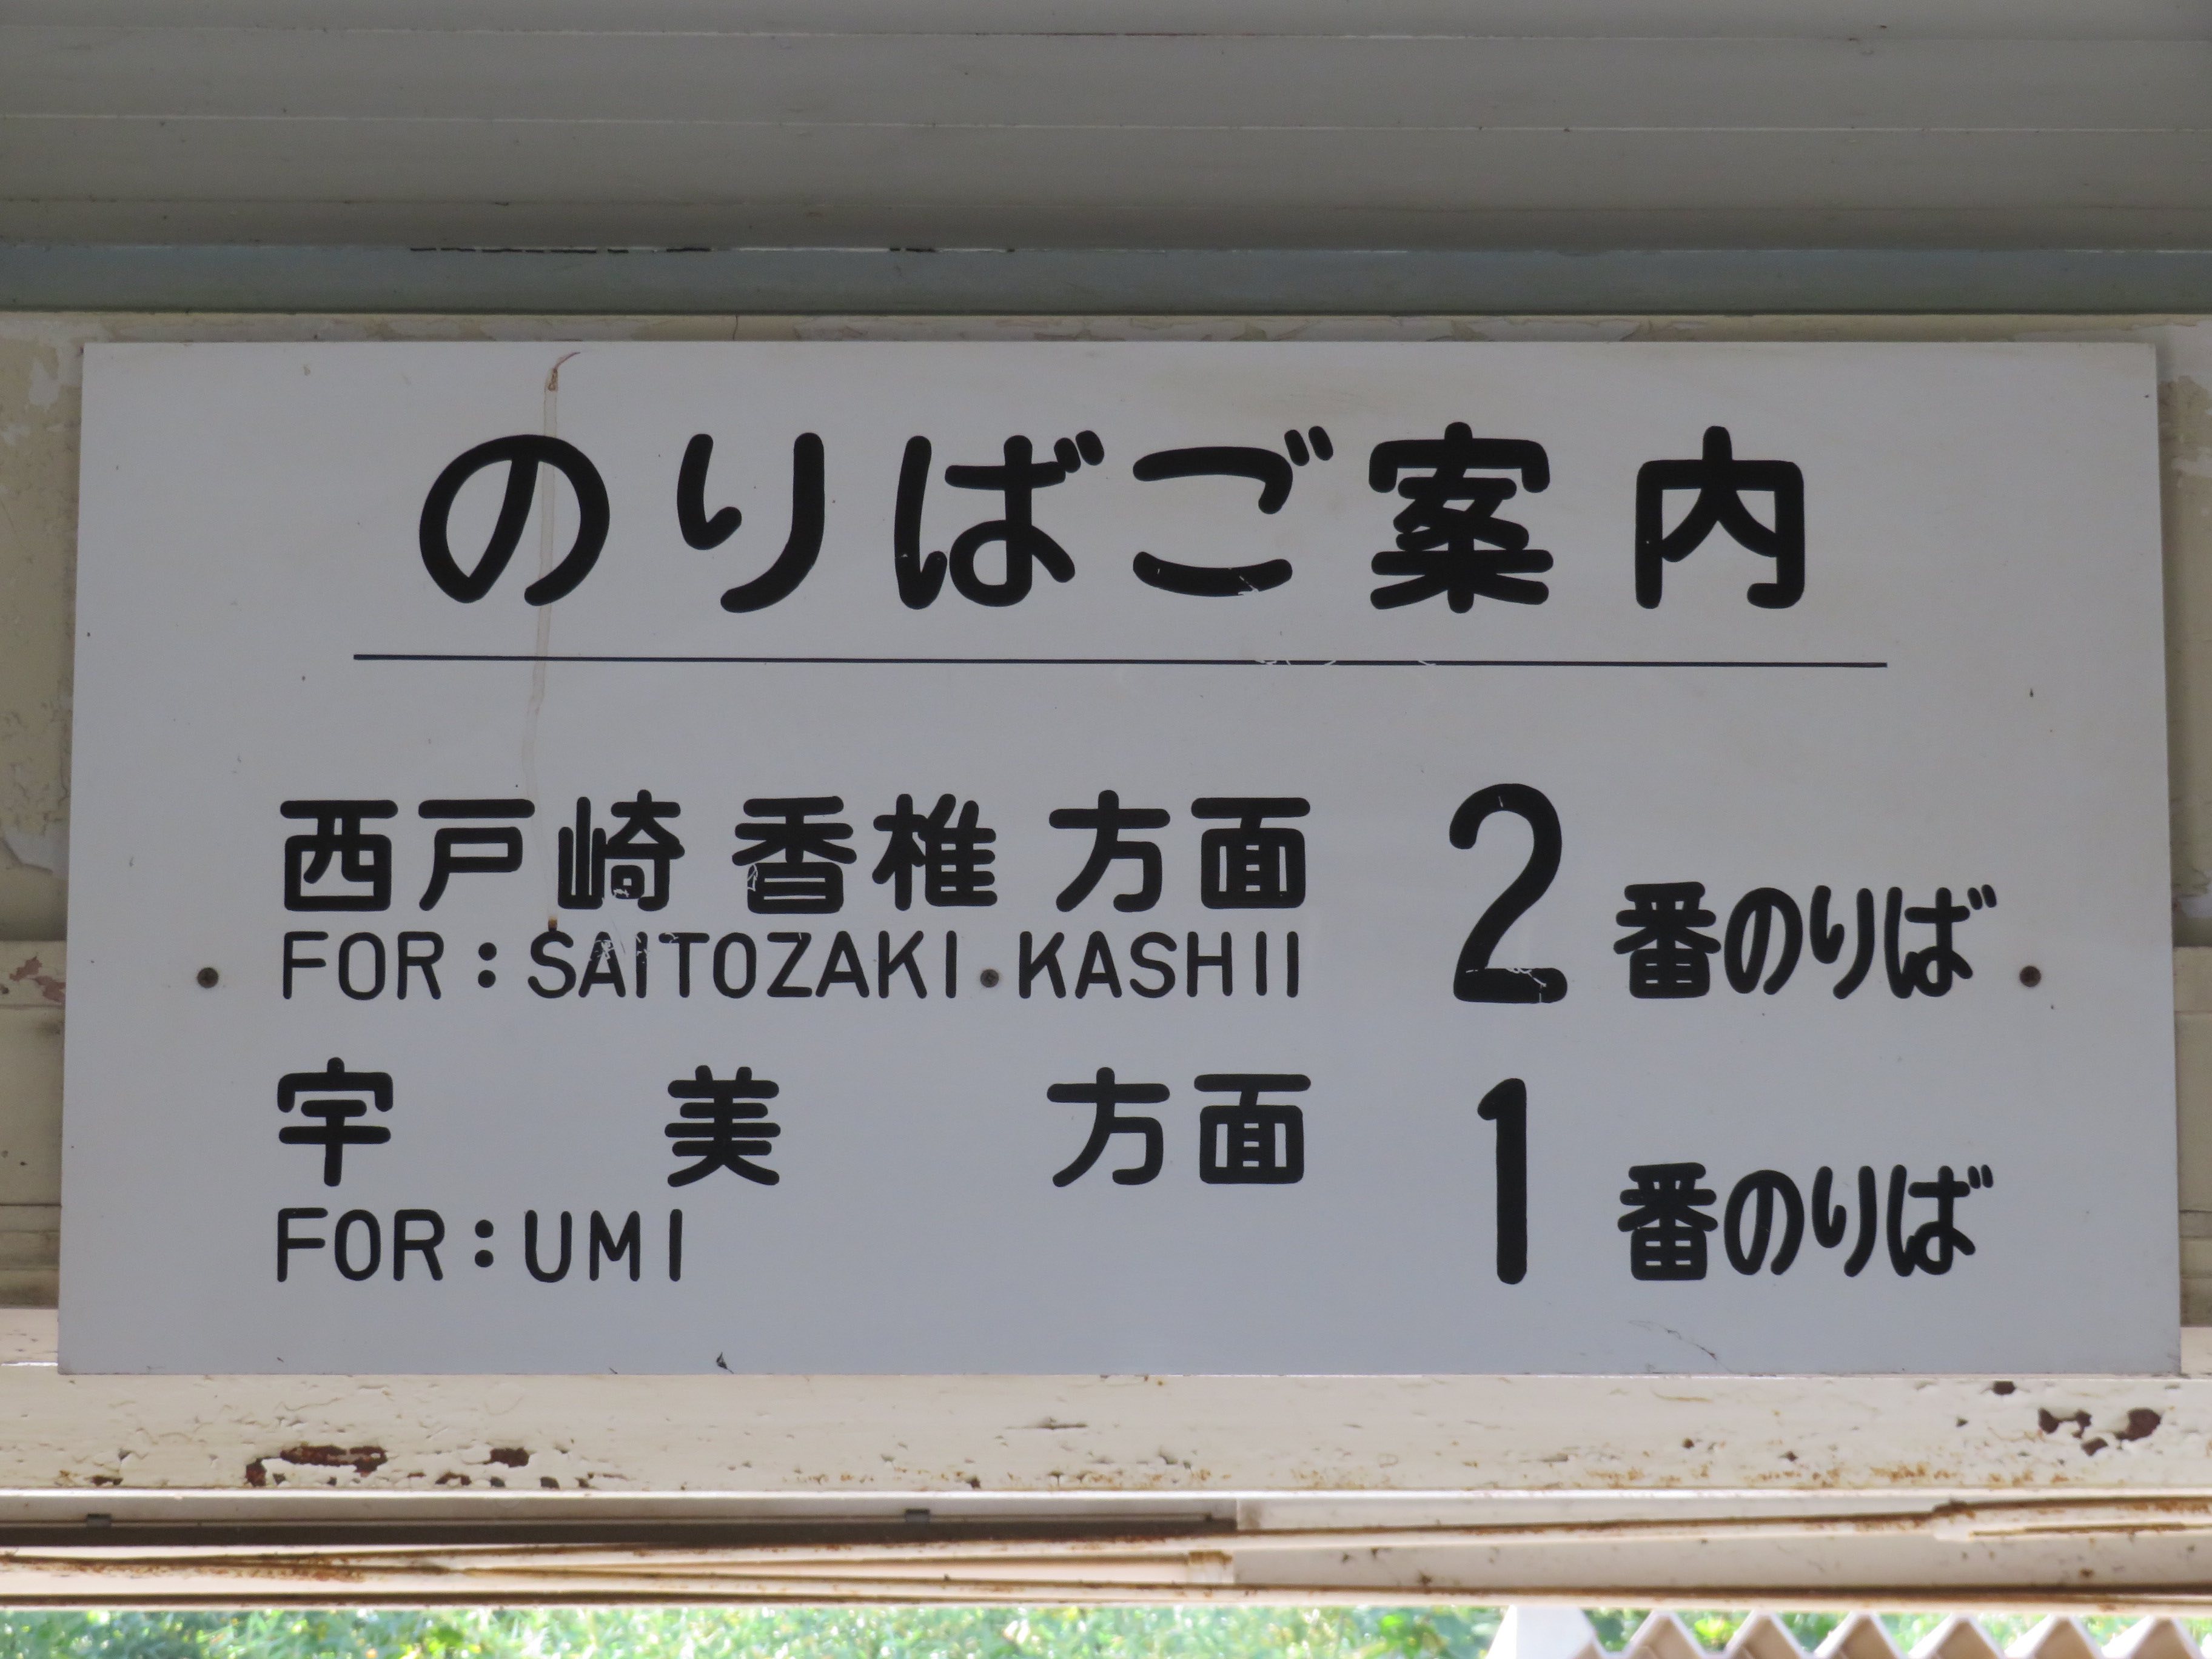 のりばご案内
西戸崎 香椎 方面 2 番のりば
FOR:SAITOZAKI KASHII
宇 美 方面 1 番のりば
FOR:UMI